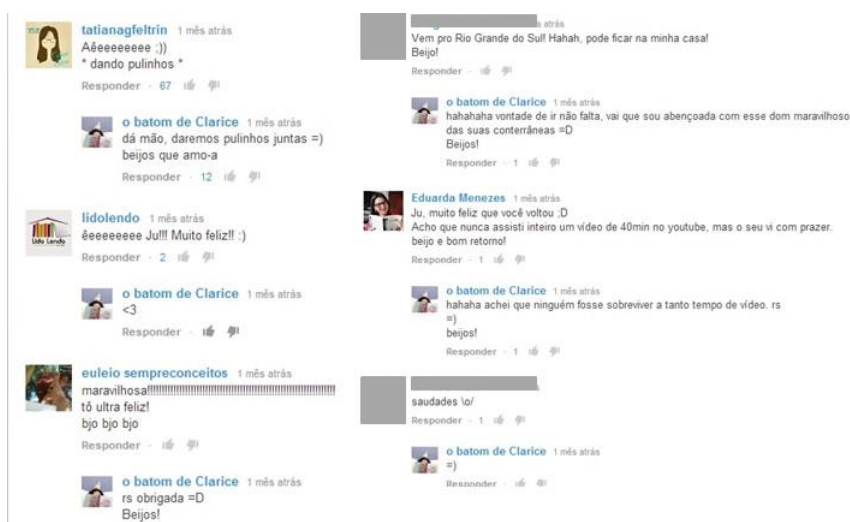 tatianagfeltrin 1 mês atrás
Aêeeeeeeee ;))
* dando pulinhos *
Responder · 67
o batom de Clarice 1 mês atrás
dá mão, daremos pulinhos juntas =)
beijos que amo-a
Responder · 12
lidolendo 1 mês atrás
Lido Lendo
êeeeeeeee Ju!!! Muito feliz!! :)
Responder · 2
o batom de Clarice 1 mês atrás
<3
Responder ·
euleio sempreconceitos 1 mês atrás
tô ultra feliz!
bjo bjo bjo
Responder ·
o batom de Clarice 1 mês atrás
rs obrigada =D
Beijos!
atrás
Vem pro Rio Grande do Sul! Hahah, pode ficar na minha casa!
Beijo!
Responder ·
o batom de Clarice 1 mês atrás
hahahaha vontade de ir não falta, vai que sou abençoada com esse dom maravilhoso
das suas conterrâneas =D
Beijos!
Responder · 1
Eduarda Menezes 1 mês atrás
Ju, muito feliz que você voltou ;D
Acho que nunca assisti inteiro um vídeo de 40min no youtube, mas o seu vi com prazer.
beijo e bom retorno!
Responder · 1
o batom de Clarice 1 mês atrás
hahaha achei que ninguém fosse sobreviver a tanto tempo de vídeo. rs
=)
beijos!
Responder · 1
saudades \o/
Responder · 1
o batom de Clarice 1 mês atrás
=)
Responder ·